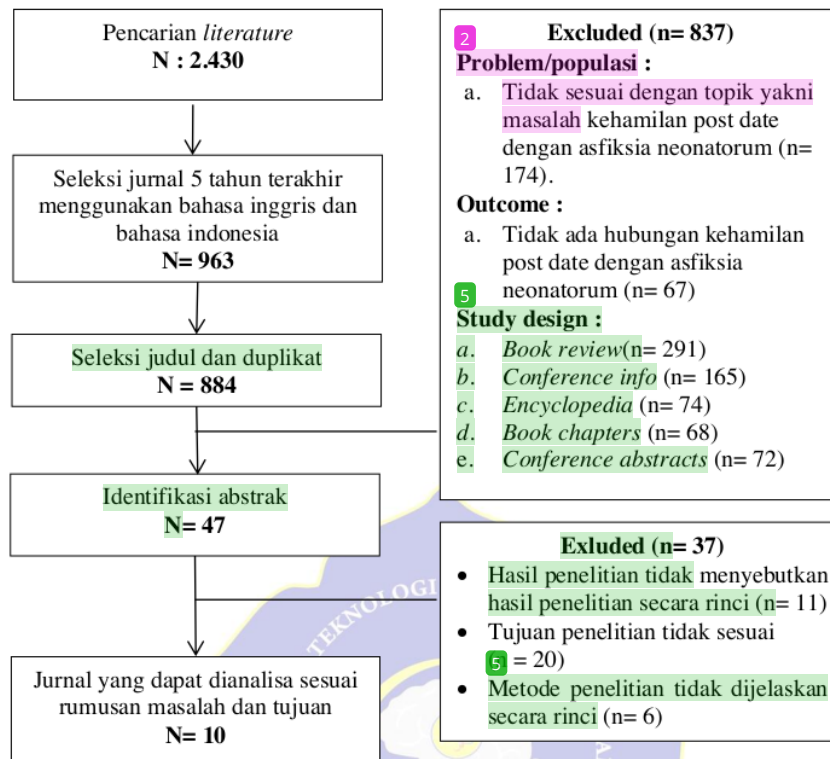 Pencarian literature
N : 2.430
Seleksi jurnal 5 tahun terakhir
menggunakan bahasa inggris dan
bahasa indonesia
N= 963
Seleksi judul dan duplikat
N = 884
Identifikasi abstrak
N= 47
Jurnal yang dapat dianalisa sesuai
rumusan masalah dan tujuan
N= 10
2
Excluded (n= 837)
Problem/populasi :
a. Tidak sesuai dengan topik yakni
masalah kehamilan post date
dengan asfiksia neonatorum (n=
174).
Outcome :
a. Tidak ada hubungan kehamilan
post date dengan asfiksia
neonatorum (n= 67)
5
Study design :
a. Book review(n= 291)
b. Conference info (n= 165)
c. Encyclopedia (n= 74)
d. Book chapters (n= 68)
e. Conference abstracts (n= 72)
Exluded (n= 37)
• Hasil penelitian tidak menyebutkan
hasil penelitian secara rinci (n= 11)
• Tujuan penelitian tidak sesuai
5 = 20)
• Metode penelitian tidak dijelaskan
secara rinci (n= 6)
TEKNOLOGI